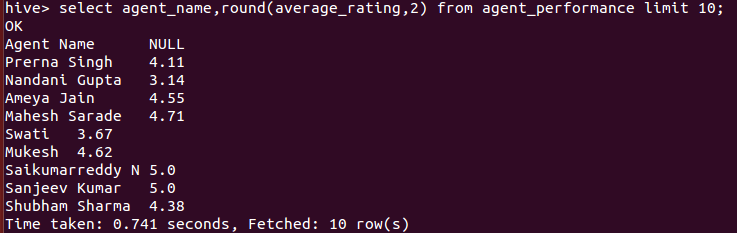 hive> select agent_name,round(average_rating,2) from agent_performance limit 10;
OK
Agent Name	NULL
Prerna Singh	4.11
Nandani Gupta	3.14
Ameya Jain	4.55
Mahesh Sarade	4.71
Swati	3.67
Mukesh	4.62
Saikumarreddy N	5.0
Sanjeev Kumar	5.0
Shubham Sharma	4.38
Time taken: 0.741 seconds, Fetched: 10 row(s)